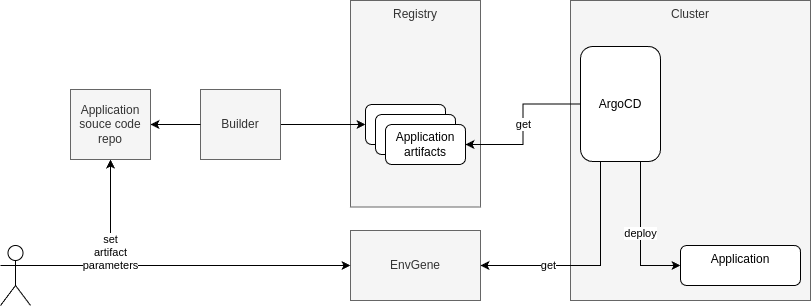 Registry
Cluster
Application
souce code
repo
Builder
Application
artifacts
get
ArgoCD
set
artifact
parameters
EnvGene
get
deploy
Application